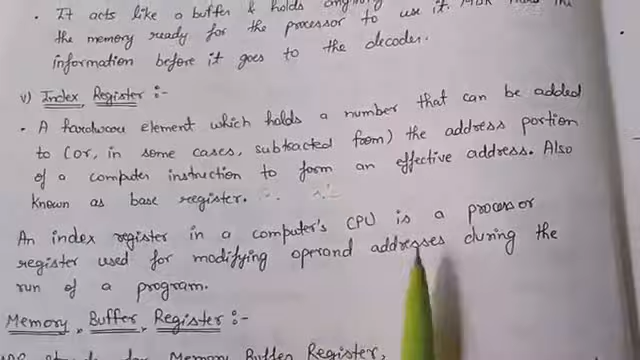 • It acts like a buffer & holds
the memory ready for the processor to use it. MBR
information before it goes to the decoder.
v) Index Register :-
• A hardware element which holds a number that can be added
to (or, in some cases, subtracted from) the address portion
of a computer instruction to form an effective address. Also
known as base register.
An index register in a computer's CPU is a processor
register used for modifying operand addresses during the
run of a program.
Memory Buffer Register :-
Memory Buffer Register,